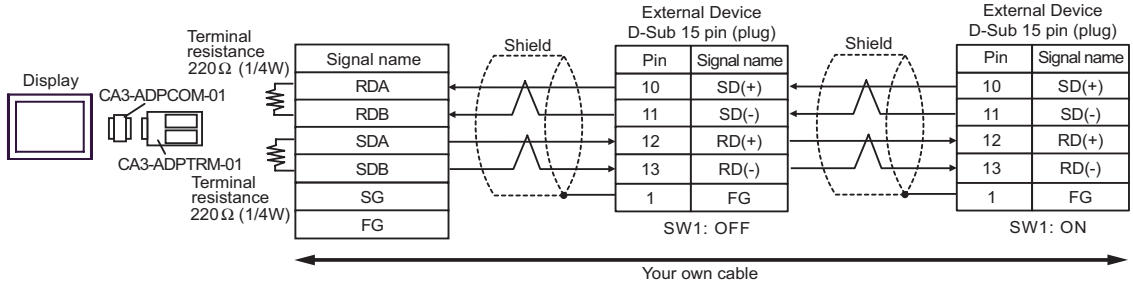 Display
CA3-ADPCOM-01
CA3-ADPTRM-01
Terminal
resistance
220Ω (1/4W)
Terminal
resistance
220Ω (1/4W)
Signal name
RDA
RDB
SDA
SDB
SG
FG
Shield
External Device
D-Sub 15 pin (plug)
Pin Signal name
10 SD(+)
11 SD(-)
12 RD(+)
13 RD(-)
1 FG
SW1: OFF
Shield
External Device
D-Sub 15 pin (plug)
Pin Signal name
10 SD(+)
11 SD(-)
12 RD(+)
13 RD(-)
1 FG
SW1: ON
Your own cable